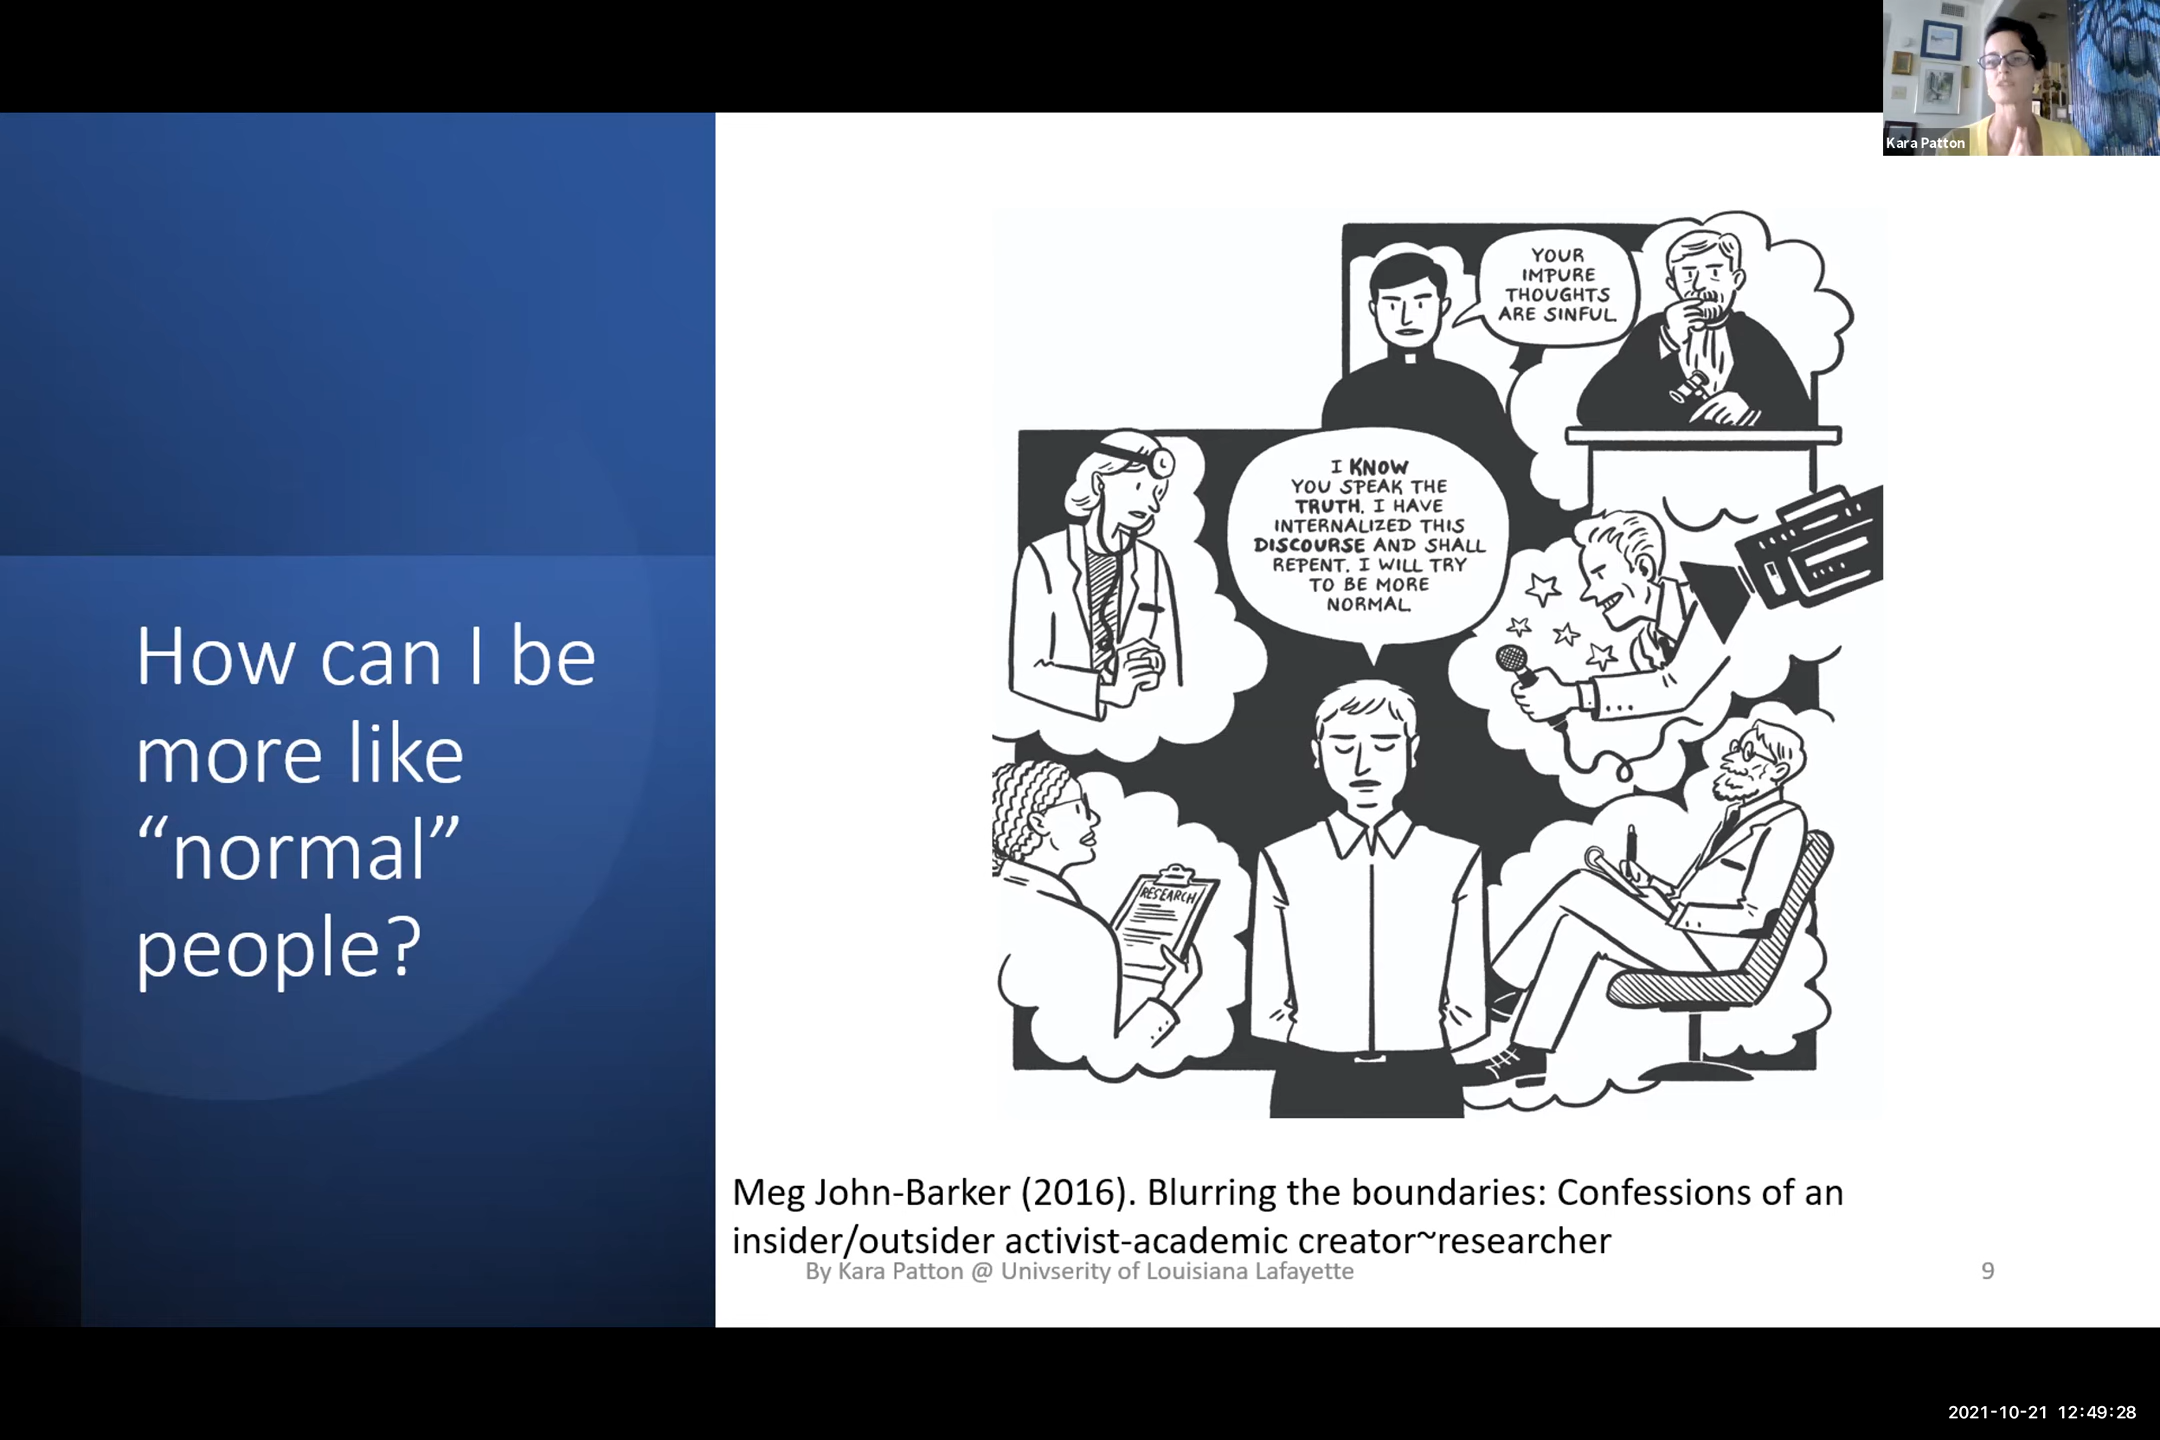 Kara Patton
How can I be
more like
“normal”
people?
YOUR
IMPURE
THOUGHTS
ARE SINFUL
I KNOW
YOU SPEAK THE
TRUTH. I HAVE
INTERNALIZED THIS
DISCOURSE AND SHALL
REPENT. I WILL TRY
TO BE MORE
NORMAL
RESEARCH
Meg John-Barker (2016). Blurring the boundaries: Confessions of an
insider/outsider activist-academic creator~researcher
By Kara Patton @ Univserity of Louisiana Lafayette
9
2021-10-21 12:49:28